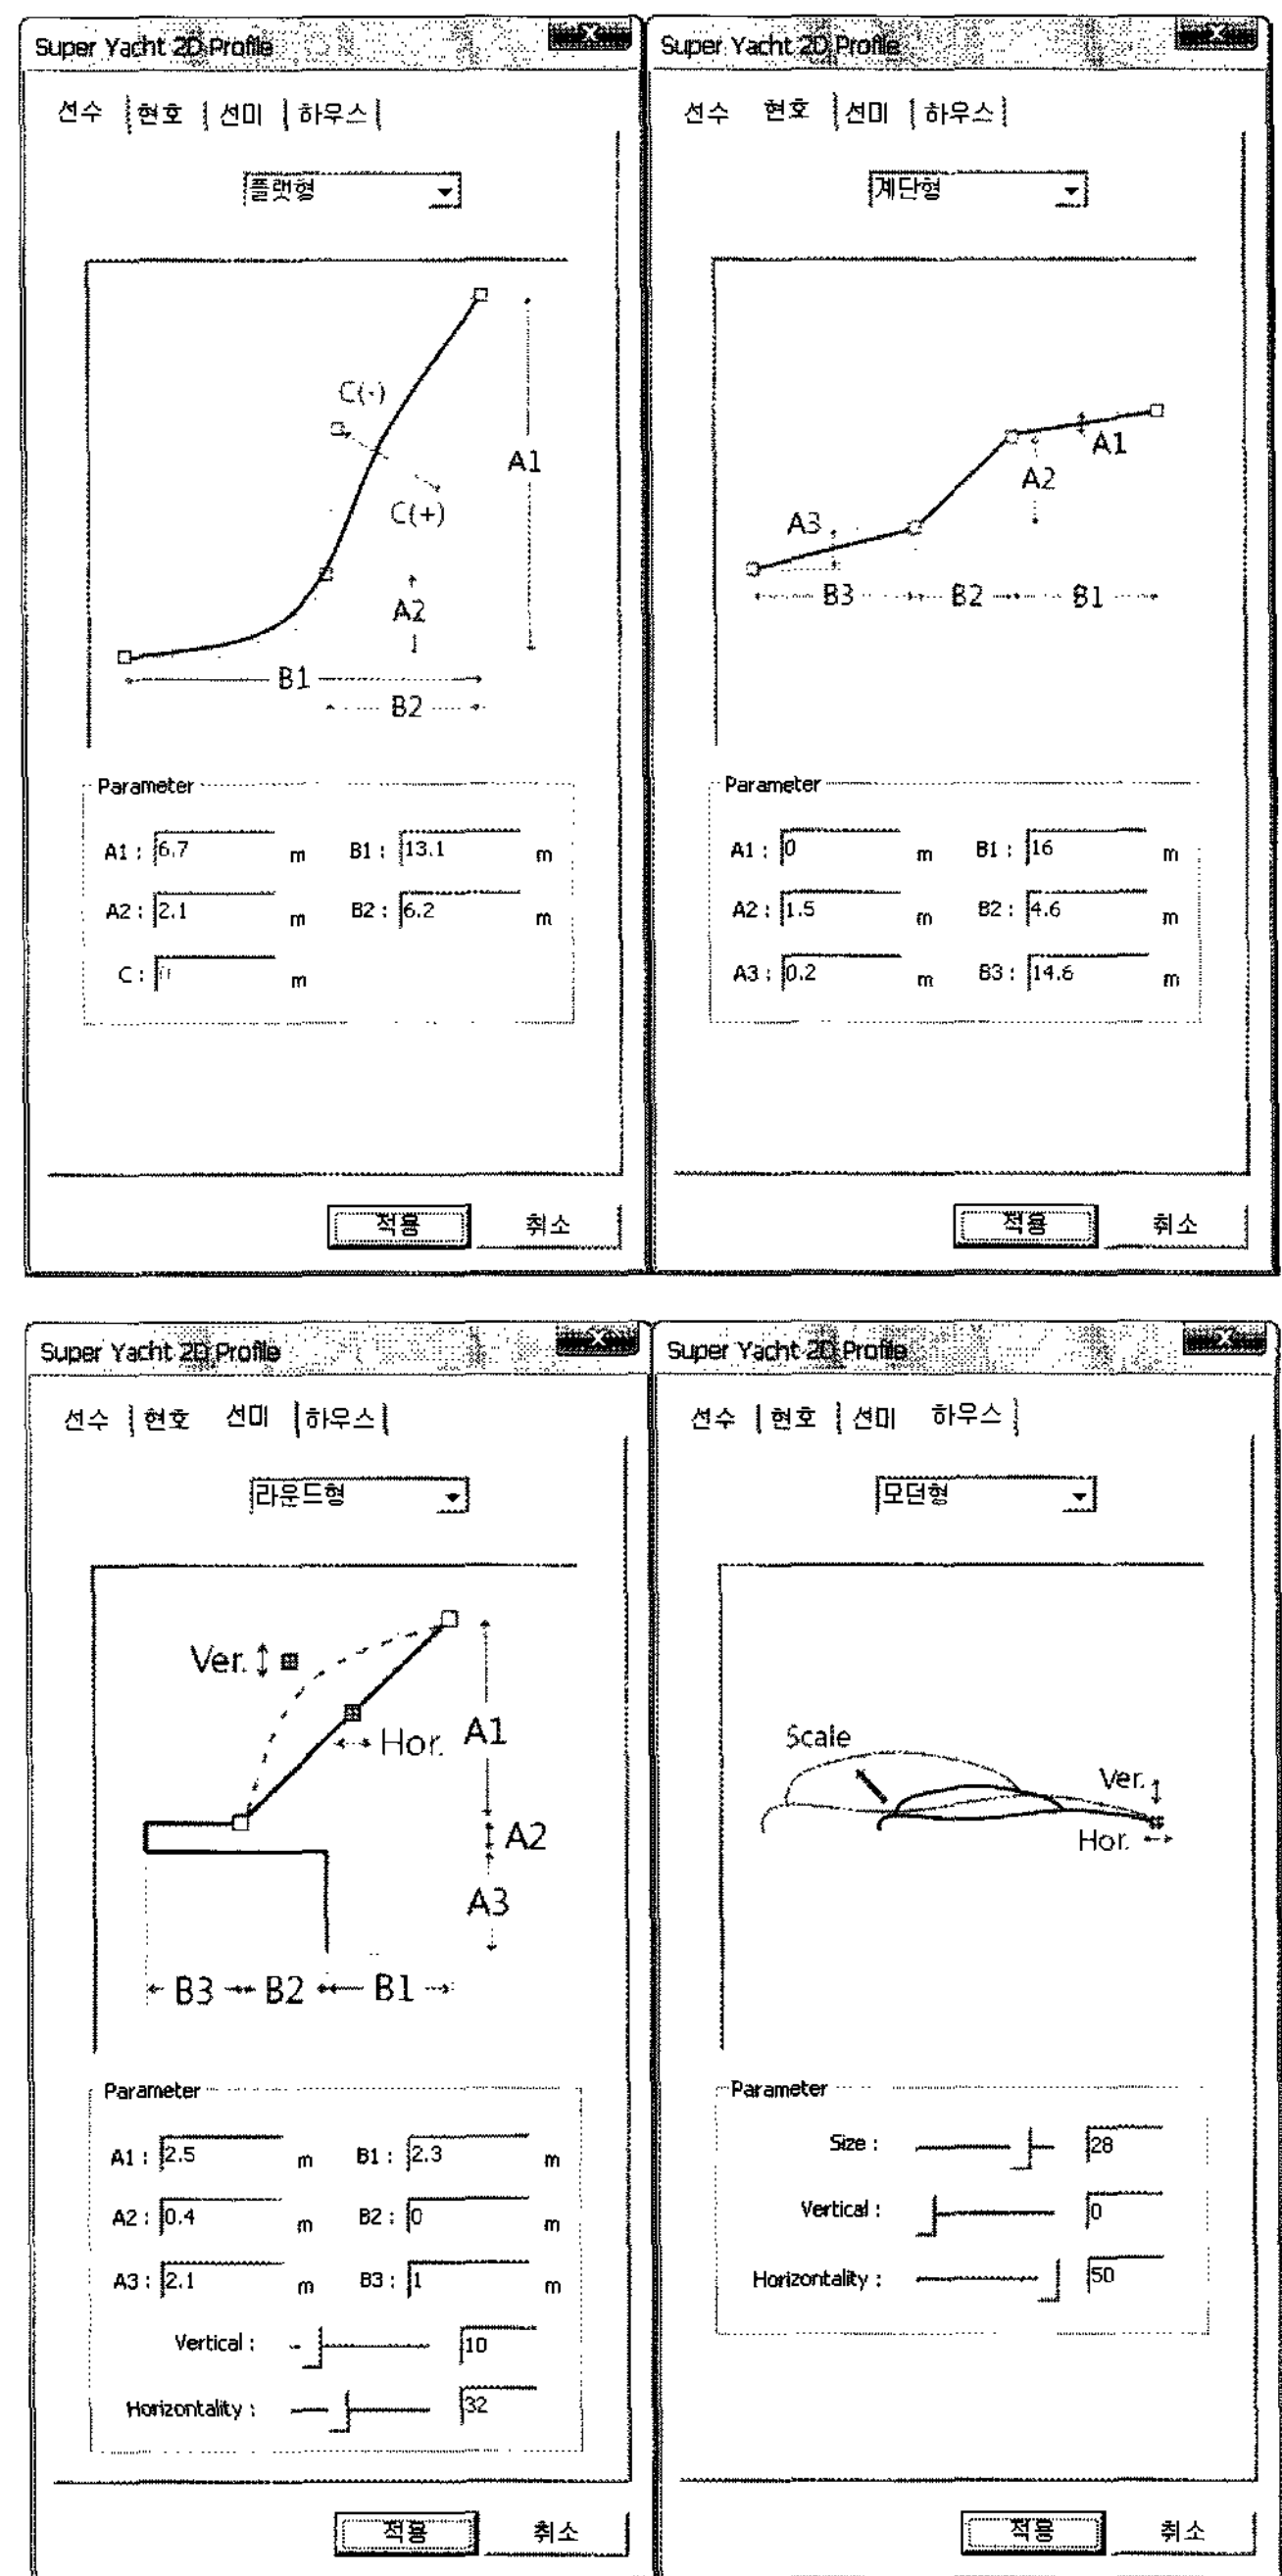 Super Yacht 2D Profile
선수 현호 선미 하우스
플랫형
C(-)
A1
C(+)
A2
B1
B2
Parameter
A1 : 6.7 m B1 : 13.1 m
A2 : 2.1 m B2 : 6.2 m
C : m
적용 취소
Super Yacht 2D Profile
선수 현호 선미 하우스
계단형
A1
A2
A3
B3 B2 B1
Parameter
A1 : 0 m B1 : 16 m
A2 : 1.5 m B2 : 4.6 m
A3 : 0.2 m B3 : 14.6 m
적용 취소
Super Yacht 2D Profile
선수 현호 선미 하우스
라운드형
Ver.
Hor. A1
A2
A3
B3 B2 B1
Parameter
A1 : 2.5 m B1 : 2.3 m
A2 : 0.4 m B2 : 0 m
A3 : 2.1 m B3 : 1 m
Vertical : 10
Horizontality : 32
적용 취소
Super Yacht 2D Profile
선수 현호 선미 하우스
모던형
Scale
Ver.
Hor.
Parameter
Size : 28
Vertical : 0
Horizontality : 50
적용 취소